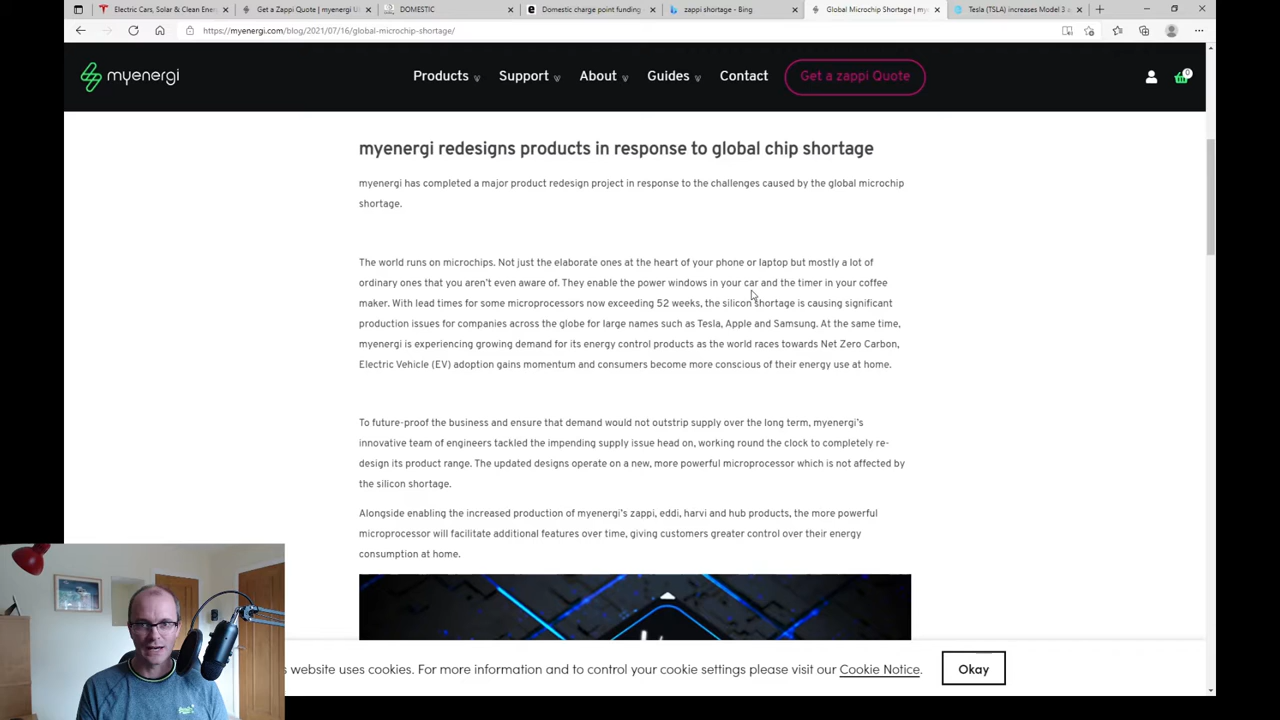 Electric Cars, Solar & Clean Ener
Get a Zappi Quote | myenergi U
DOMESTIC
Domestic charge point funding
zappi shortage - Bing
Global Microchip Shortage | my
Tesla (TSLA) increases Model 3 a
https://myenergi.com/blog/2021/07/16/global-microchip-shortage/
myenergi
Products
Support
About
Guides
Contact
Get a zappi Quote
0
myenergi redesigns products in response to global chip shortage
myenergi has completed a major product redesign project in response to the challenges caused by the global microchip
shortage.
The world runs on microchips. Not just the elaborate ones at the heart of your phone or laptop but mostly a lot of
ordinary ones that you aren't even aware of. They enable the power windows in your car and the timer in your coffee
maker. With lead times for some microprocessors now exceeding 52 weeks, the silicon shortage is causing significant
production issues for companies across the globe for large names such as Tesla, Apple and Samsung. At the same time,
myenergi is experiencing growing demand for its energy control products as the world races towards Net Zero Carbon,
Electric Vehicle (EV) adoption gains momentum and consumers become more conscious of their energy use at home.
To future-proof the business and ensure that demand would not outstrip supply over the long term, myenergi's
innovative team of engineers tackled the impending supply issue head on, working round the clock to completely re-
design its product range. The updated designs operate on a new, more powerful microprocessor which is not affected by
the silicon shortage.
Alongside enabling the increased production of myenergi's zappi, eddi, harvi and hub products, the more powerful
microprocessor will facilitate additional features over time, giving customers greater control over their energy
consumption at home.
s website uses cookies. For more information and to control your cookie settings please visit our Cookie Notice.
Okay